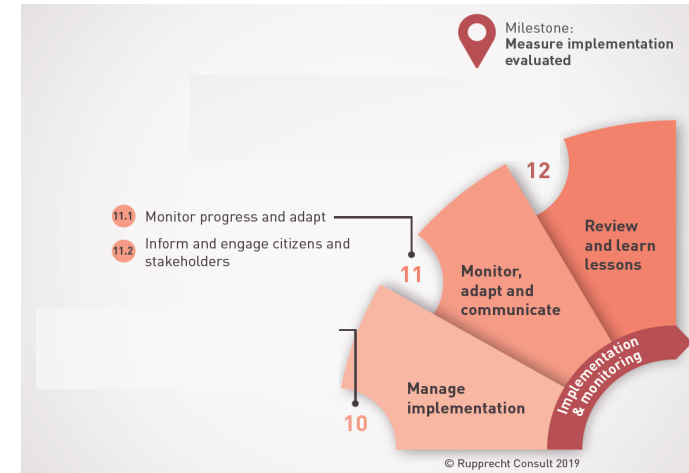 Milestone:
Measure implementation
evaluated
12
Review
and learn
lessons
11.1 Monitor progress and adapt
11.2 Inform and engage citizens and
stakeholders
11
Monitor,
adapt and
communicate
Implementation
& monitoring
Manage
implementation
10
© Rupprecht Consult 2019